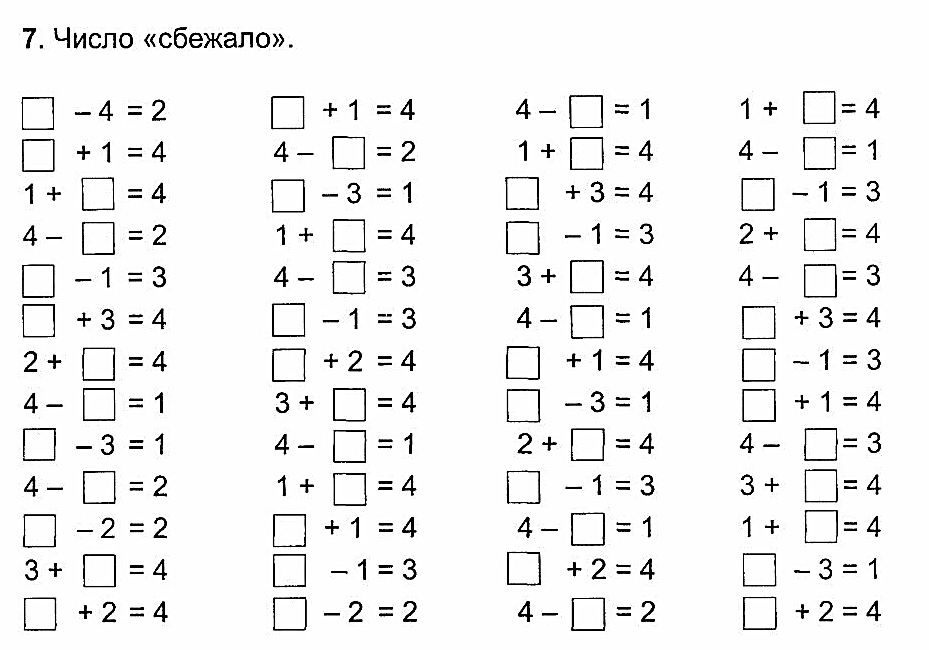 7. Число «сбежало».
□ – 4 = 2 □ + 1 = 4 4 – □ = 1 1 + □ = 4
□ + 1 = 4 4 – □ = 2 1 + □ = 4 4 – □ = 1
1 + □ = 4 □ – 3 = 1 □ + 3 = 4 □ – 1 = 3
4 – □ = 2 1 + □ = 4 □ – 1 = 3 2 + □ = 4
□ – 1 = 3 4 – □ = 3 3 + □ = 4 4 – □ = 3
□ + 3 = 4 □ – 1 = 3 4 – □ = 1 □ + 3 = 4
2 + □ = 4 □ + 2 = 4 □ + 1 = 4 □ – 1 = 3
4 – □ = 1 3 + □ = 4 □ – 3 = 1 □ + 1 = 4
□ – 3 = 1 4 – □ = 1 2 + □ = 4 4 – □ = 3
4 – □ = 2 1 + □ = 4 □ – 1 = 3 3 + □ = 4
□ – 2 = 2 □ + 1 = 4 4 – □ = 1 1 + □ = 4
3 + □ = 4 □ – 1 = 3 □ + 2 = 4 □ – 3 = 1
□ + 2 = 4 □ – 2 = 2 4 – □ = 2 □ + 2 = 4